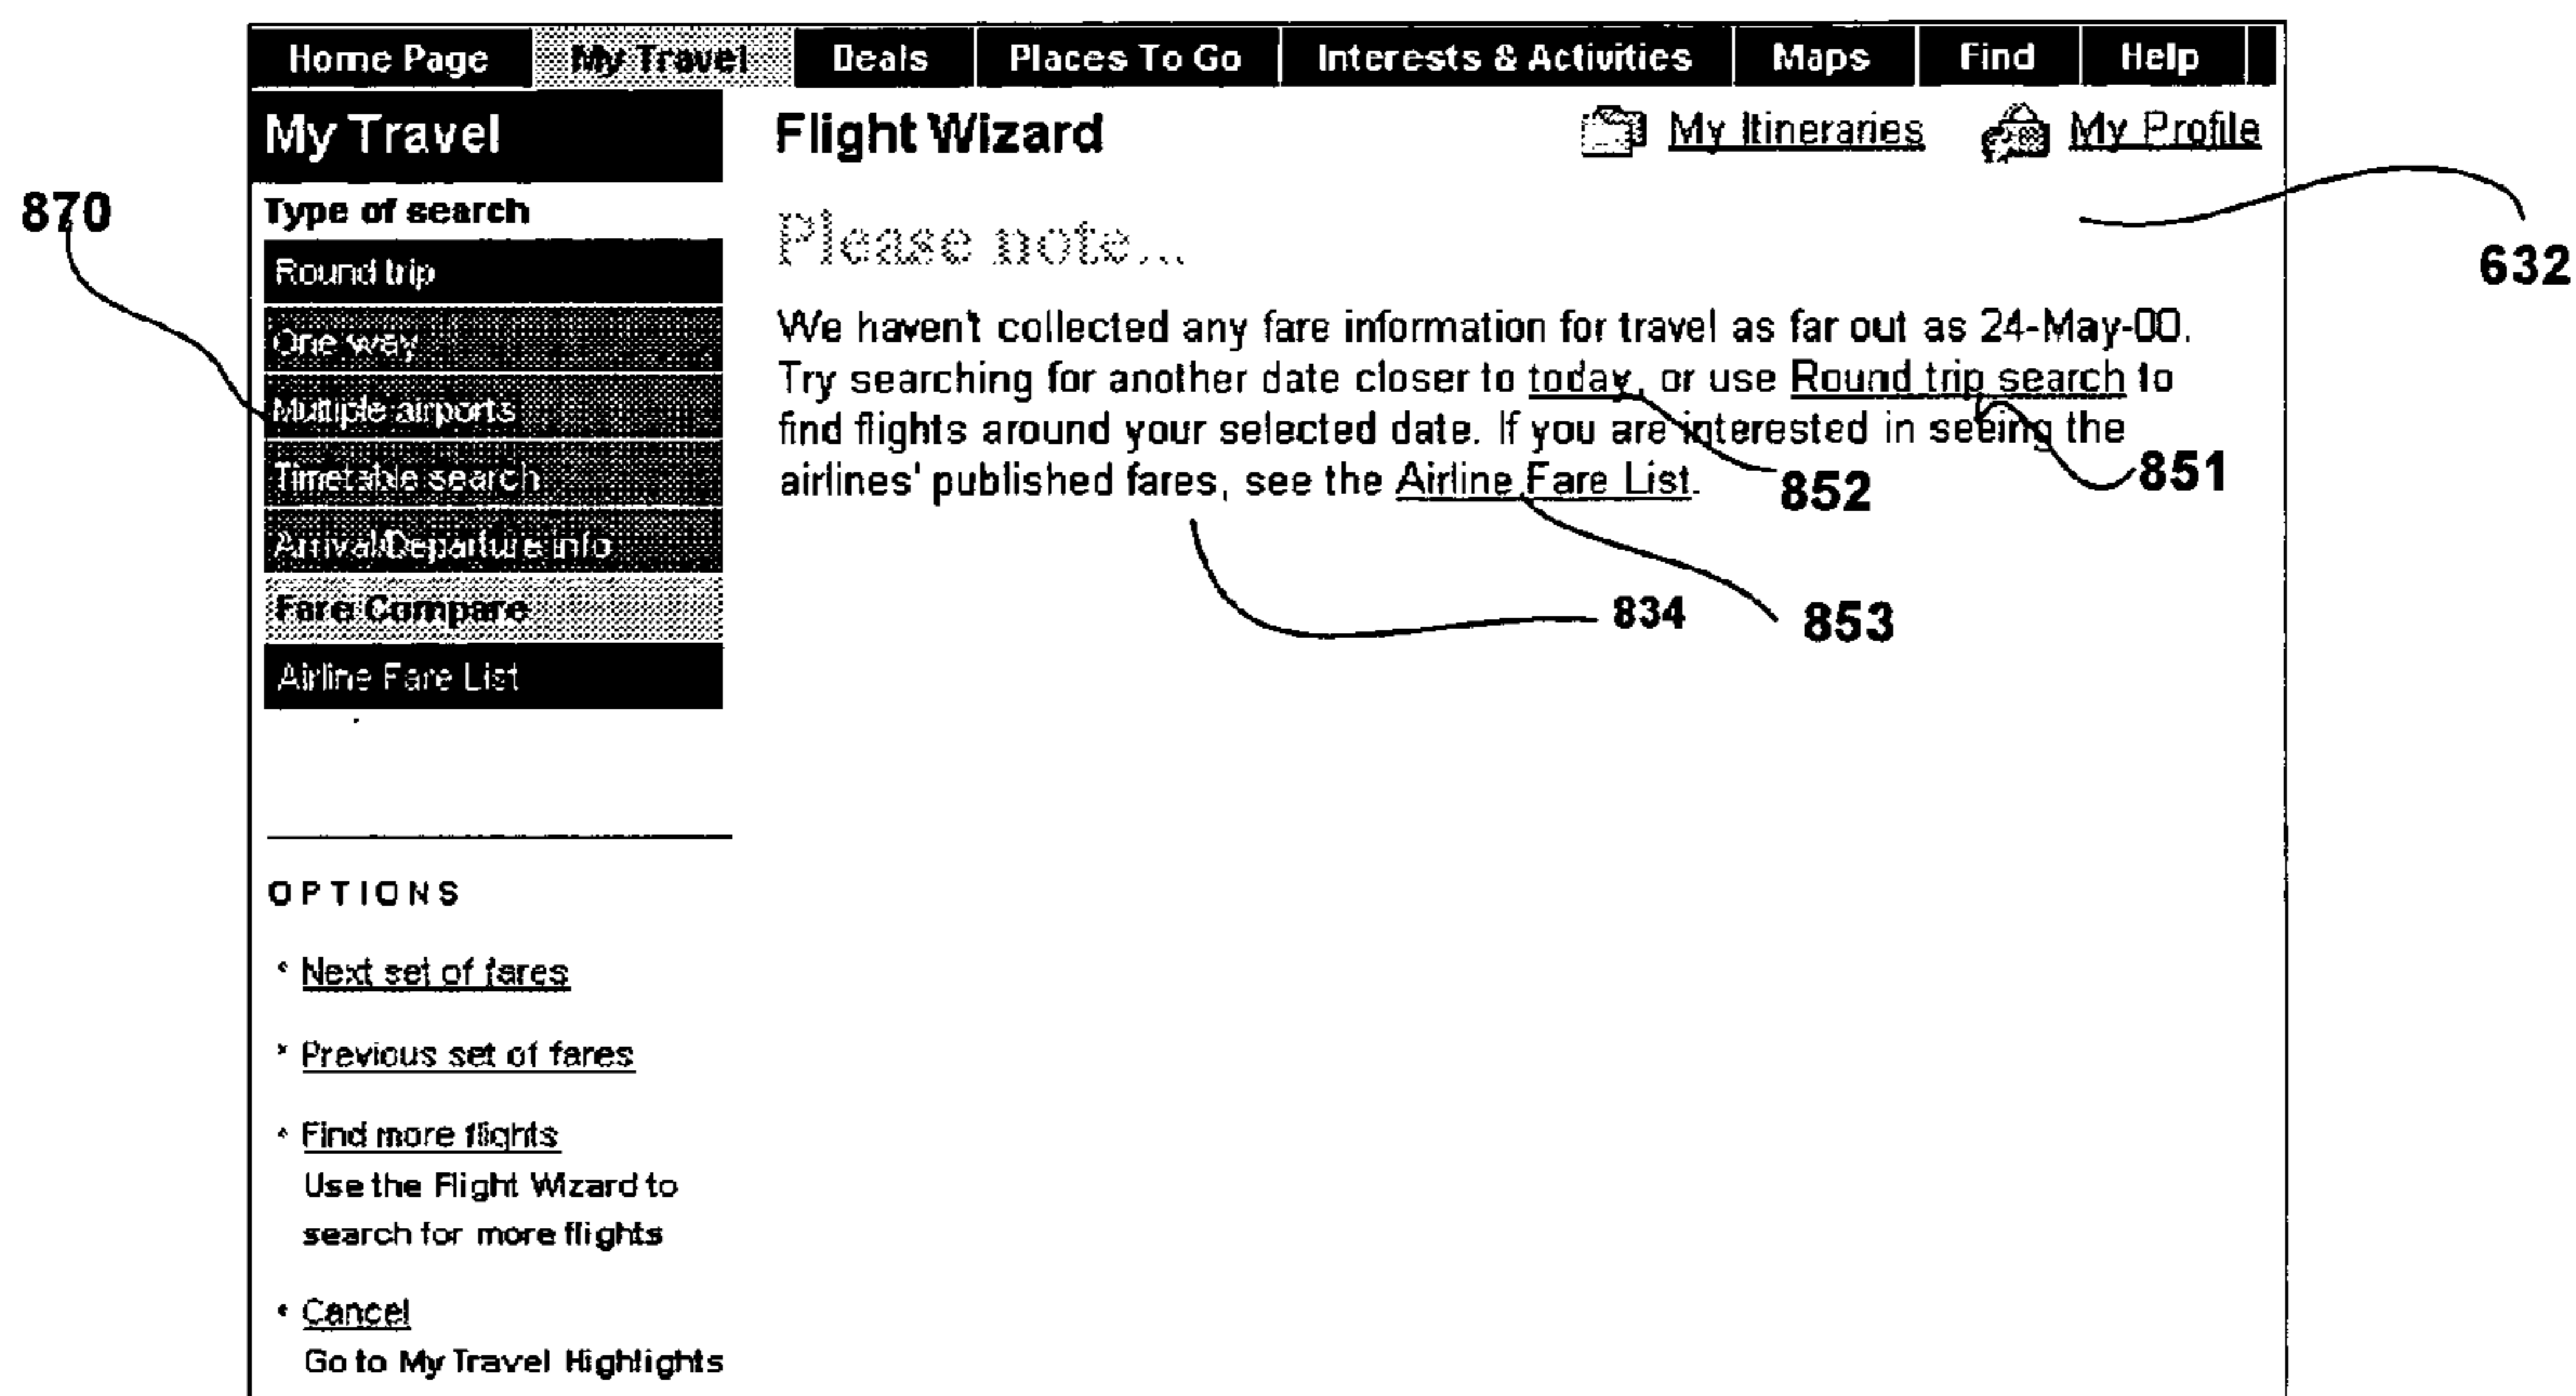 Home Page My Travel Deals Places To Go Interests & Activities Maps Find Help
My Travel
Flight Wizard
My Itineraries
My Profile
870
Type of search
Round trip
One way
Multiple airports
Timetable search
Arrival/Departure info
Fare Compare
Airline Fare List
Please note...
632
We haven't collected any fare information for travel as far out as 24-May-00.
Try searching for another date closer to today, or use Round trip search to
find flights around your selected date. If you are interested in seeing the
airlines' published fares, see the Airline Fare List.
852
851
834
853
OPTIONS
Next set of fares
Previous set of fares
Find more flights
Use the Flight Wizard to
search for more flights
Cancel
Go to My Travel Highlights